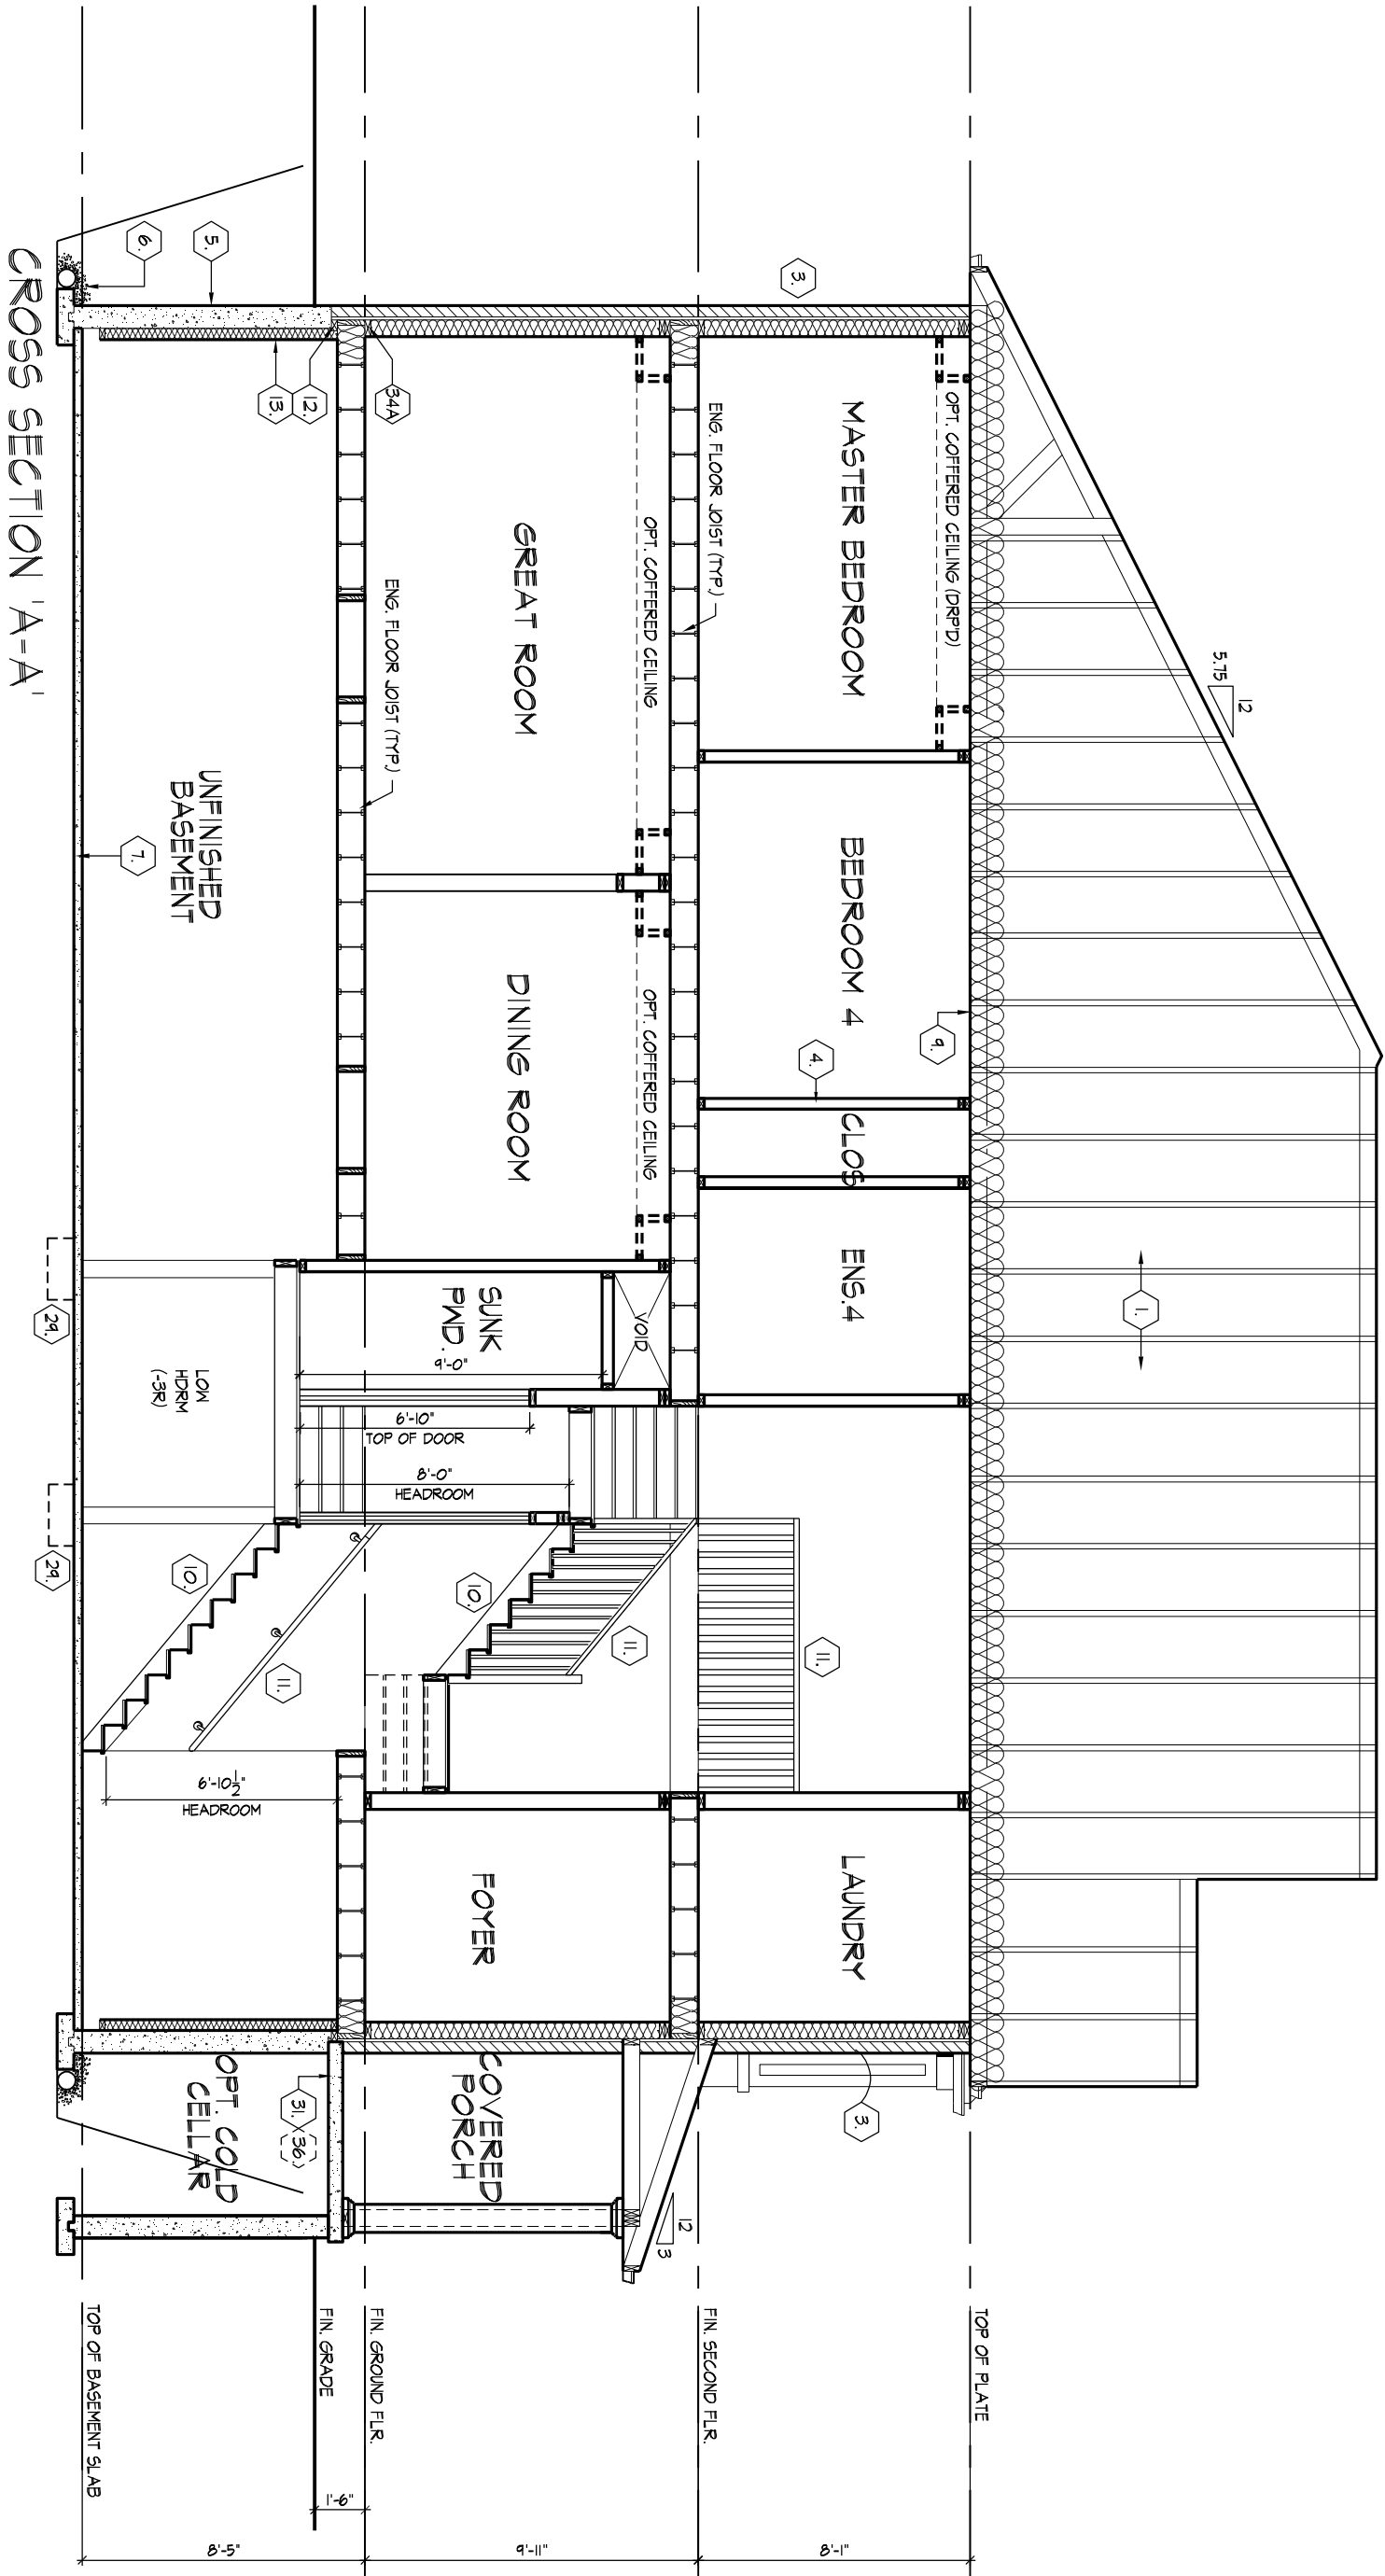 12
5.75
1.
3.
OPT. COFFERED CEILING (DRP'D)
MASTER BEDROOM
BEDROOM 4
9.
4.
CLOS
ENS.4
LAUNDRY
11.
3.
TOP OF PLATE
8'-1"
ENG. FLOOR JOIST (TYP.)
FIN. SECOND FLR.
OPT. COFFERED CEILING
OPT. COFFERED CEILING
VOID
GREAT ROOM
DINING ROOM
SUNK
PWD.
9'-0"
6'-10"
TOP OF DOOR
8'-0"
HEADROOM
10.
11.
FOYER
COVERED
PORCH
12
3
9'-11"
34A
ENG. FLOOR JOIST (TYP.)
FIN. GROUND FLR.
FIN. GRADE
1'-6"
12.
13.
5.
6.
UNFINISHED
BASEMENT
7.
LOW
HDRM
(-3R)
29.
29.
10.
11.
6'-10 1/2"
HEADROOM
31.
36.
OPT. COLD
CELLAR
TOP OF BASEMENT SLAB
8'-5"
CROSS SECTION 'A-A'